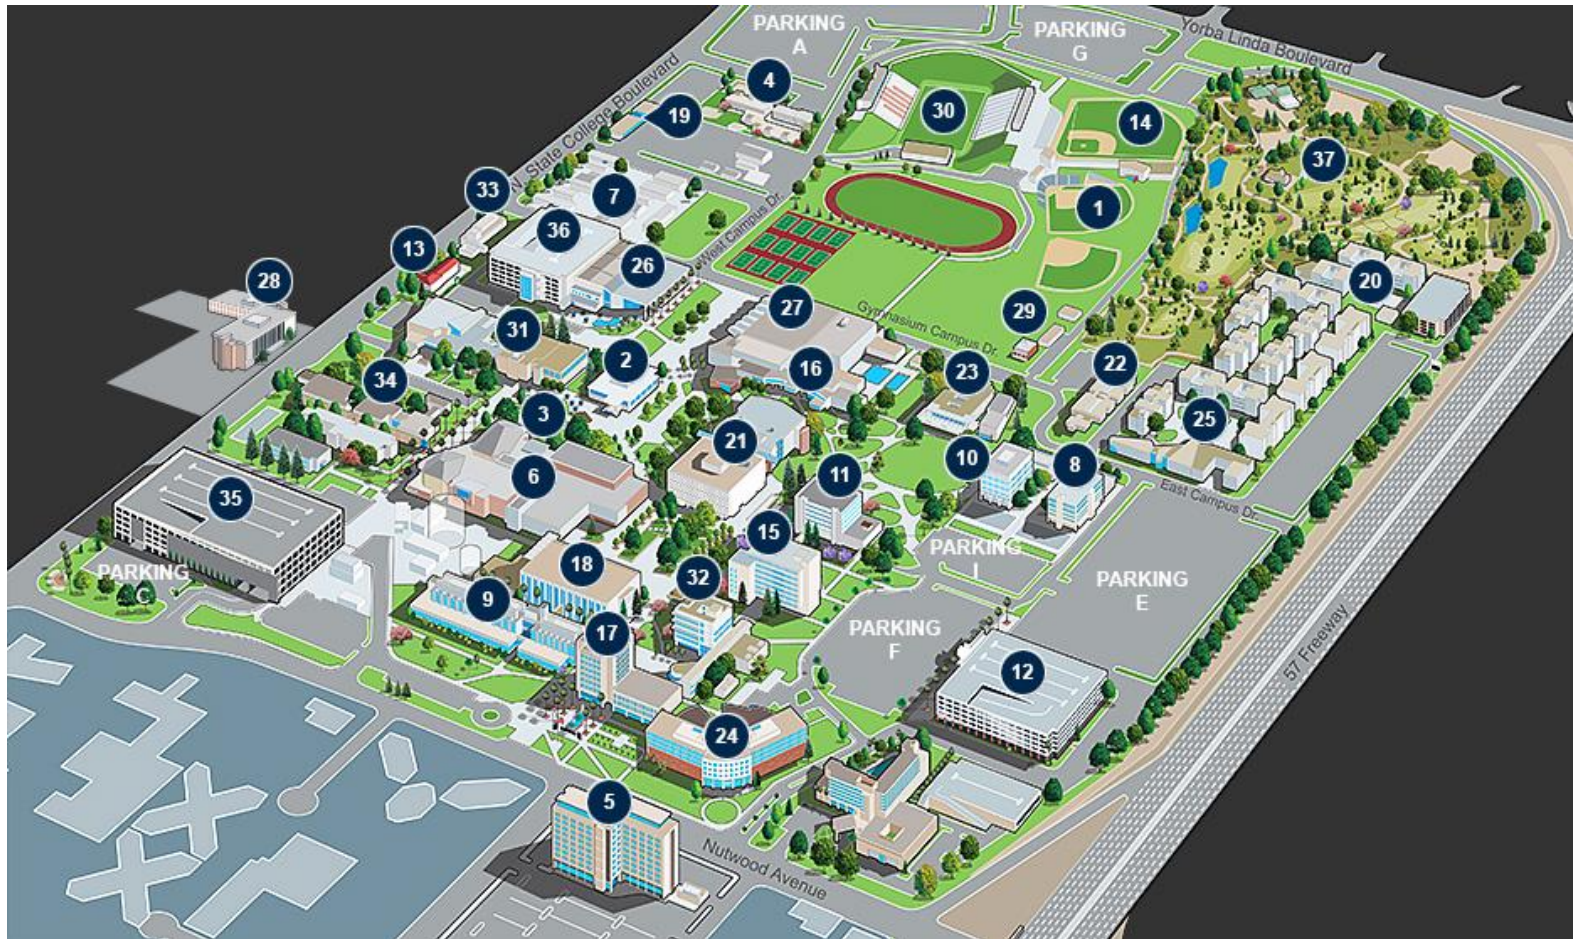 PARKING
A
PARKING
G
Yorba Linda Boulevard
4
19
30
14
N. State College Boulevard
37
33
7
1
36
West Campus Dr.
13
26
28
20
27
Gymnasium Campus Dr.
29
31
2
16
22
23
34
3
21
25
6
11
10
8
35
East Campus Dr.
15
PARKING
I
18
PARKING
C
32
PARKING
E
9
17
PARKING
F
57 Freeway
12
24
5
Nutwood Avenue